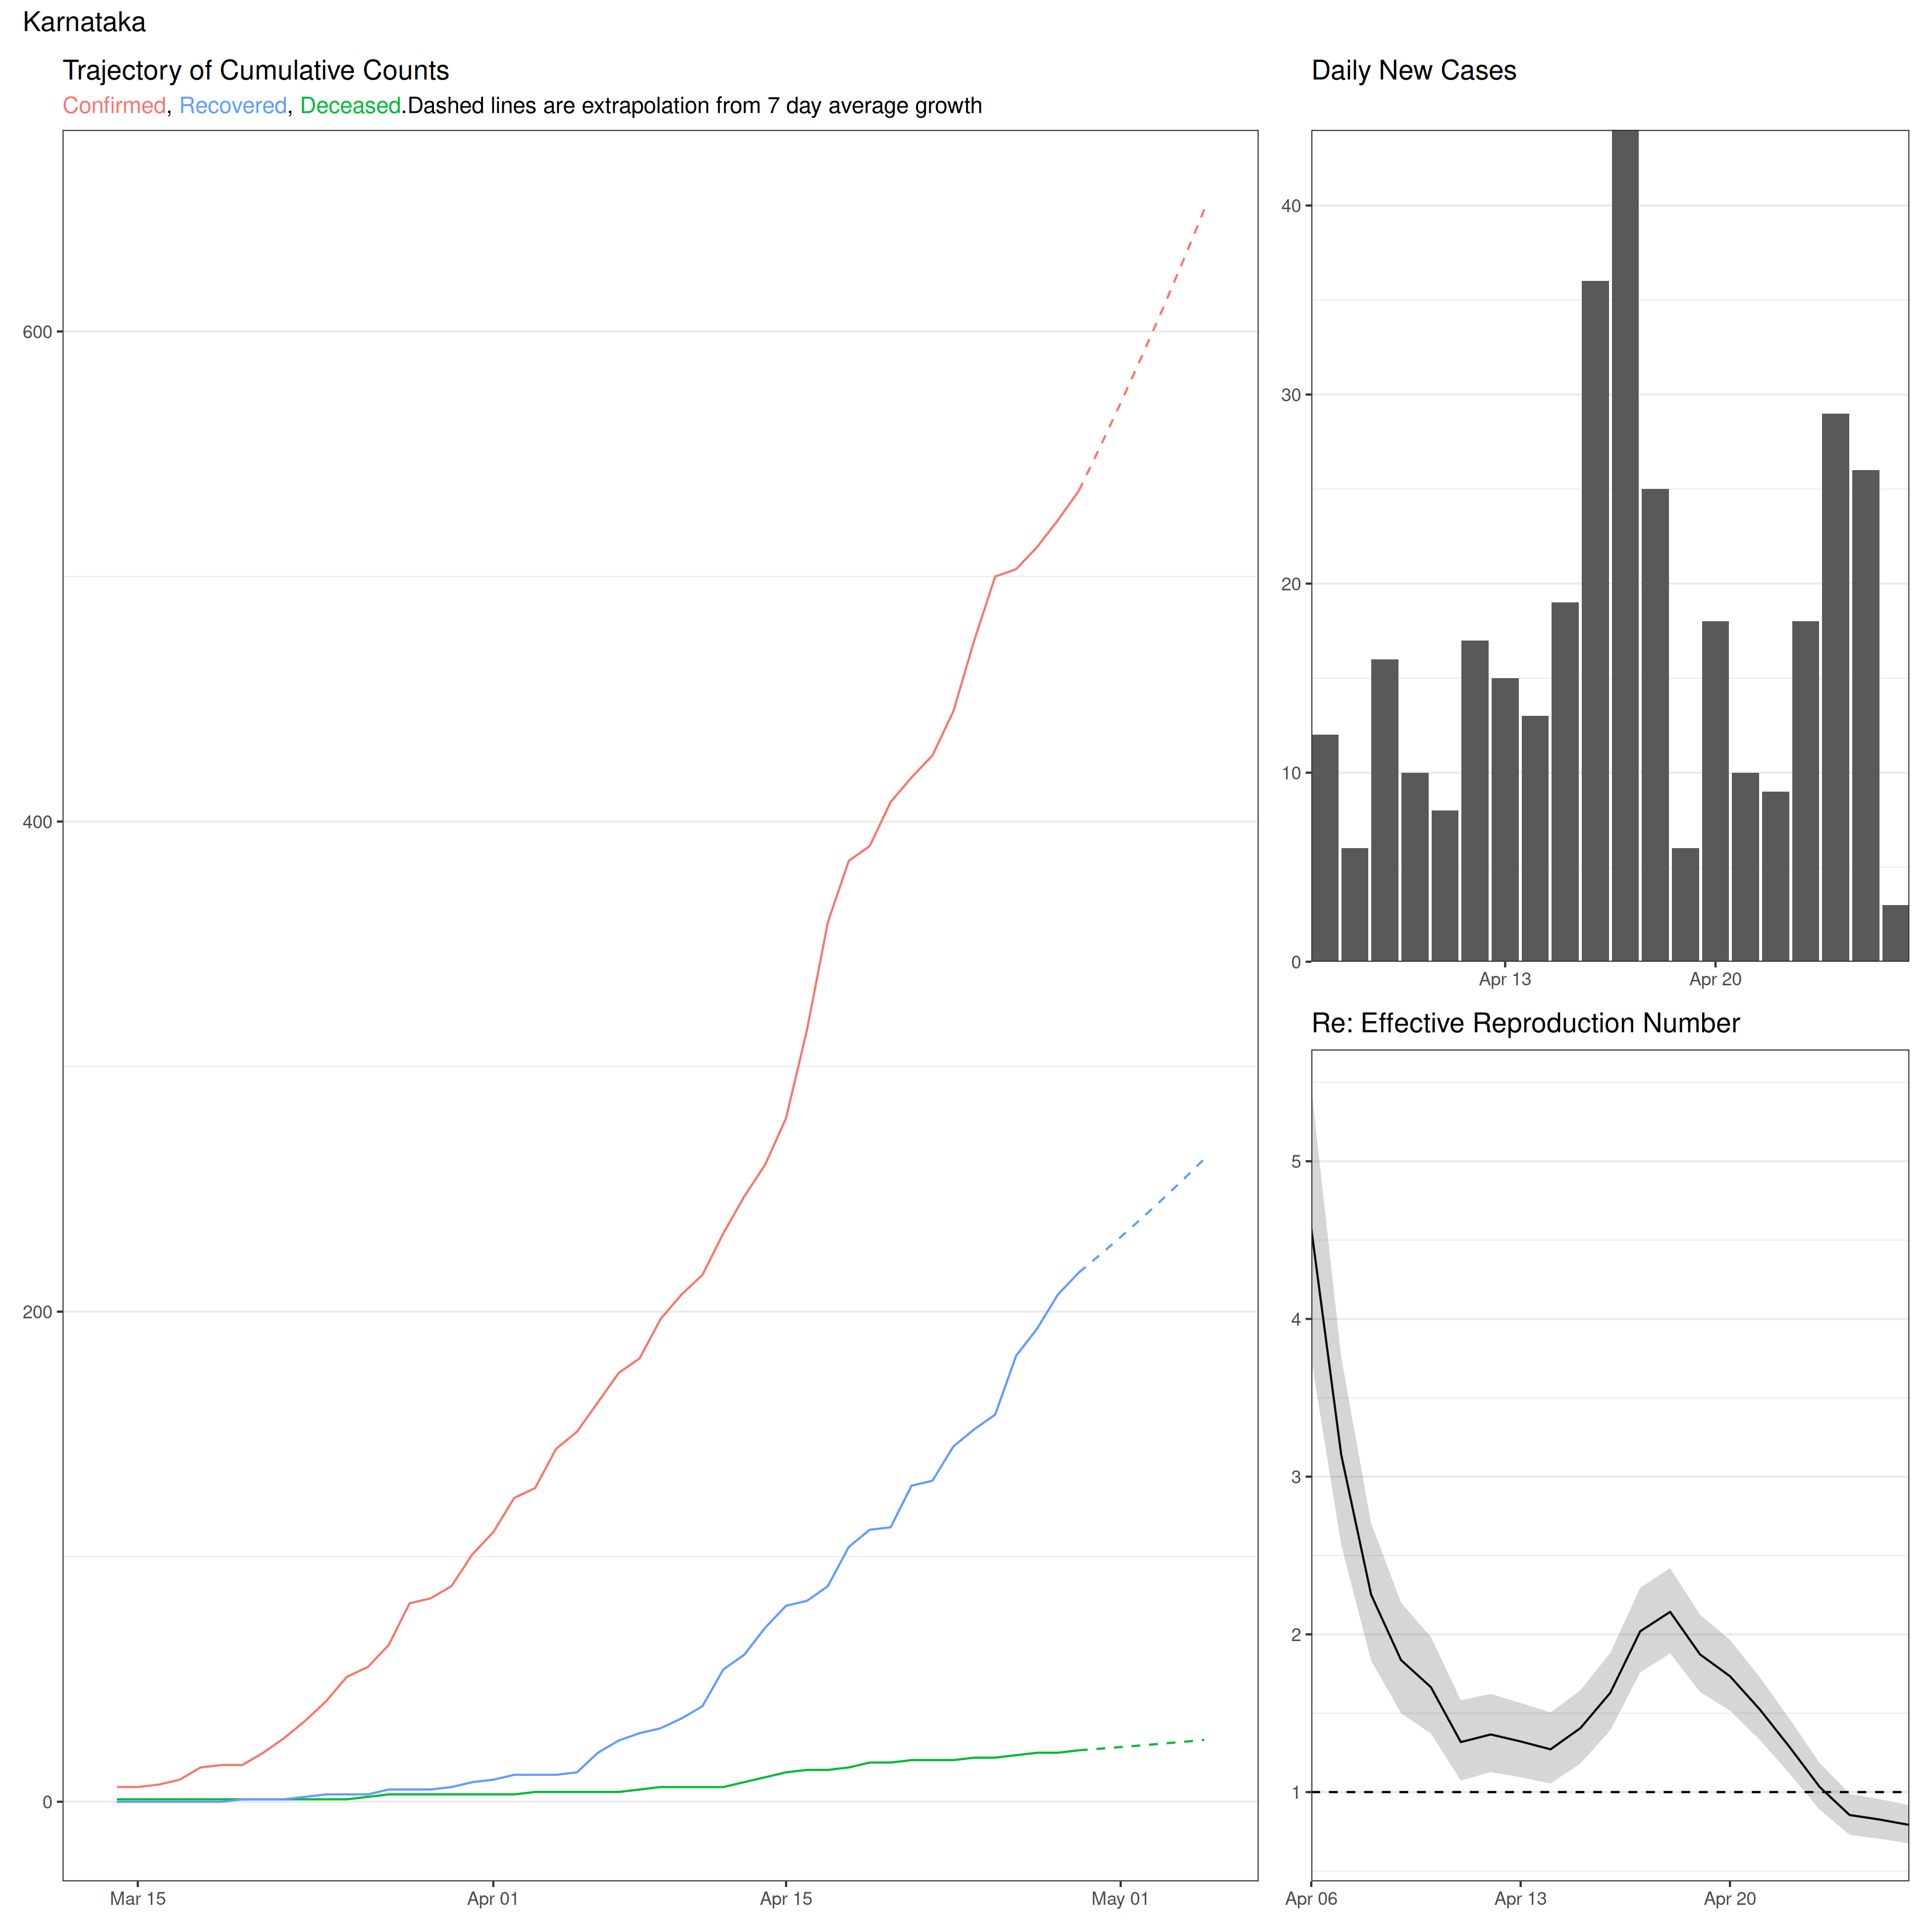 Karnataka
Trajectory of Cumulative Counts
Confirmed, Recovered, Deceased.Dashed lines are extrapolation from 7 day average growth
600
400
200
0
Mar 15 Apr 01 Apr 15 May 01
Daily New Cases
40
30
20
10
0
Apr 13 Apr 20
Re: Effective Reproduction Number
5
4
3
2
1
Apr 06 Apr 13 Apr 20